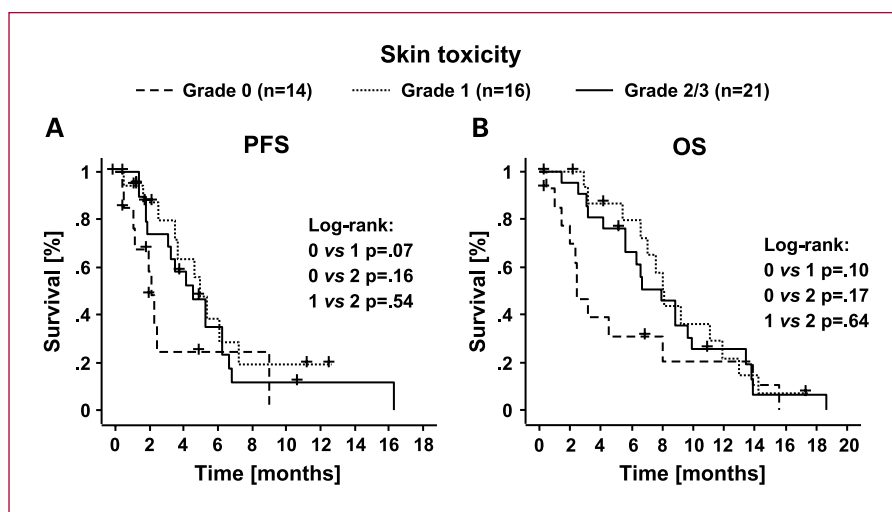 Skin toxicity
Grade 0 (n=14) Grade 1 (n=16) Grade 2/3 (n=21)
A
PFS
Survival [%]
1
.8
.6
.4
.2
0
Log-rank:
0 vs 1 p=.07
0 vs 2 p=.16
1 vs 2 p=.54
0 2 4 6 8 10 12 14 16 18
Time [months]
B
OS
Survival [%]
1
.8
.6
.4
.2
0
Log-rank:
0 vs 1 p=.10
0 vs 2 p=.17
1 vs 2 p=.64
0 2 4 6 8 10 12 14 16 18 20
Time [months]